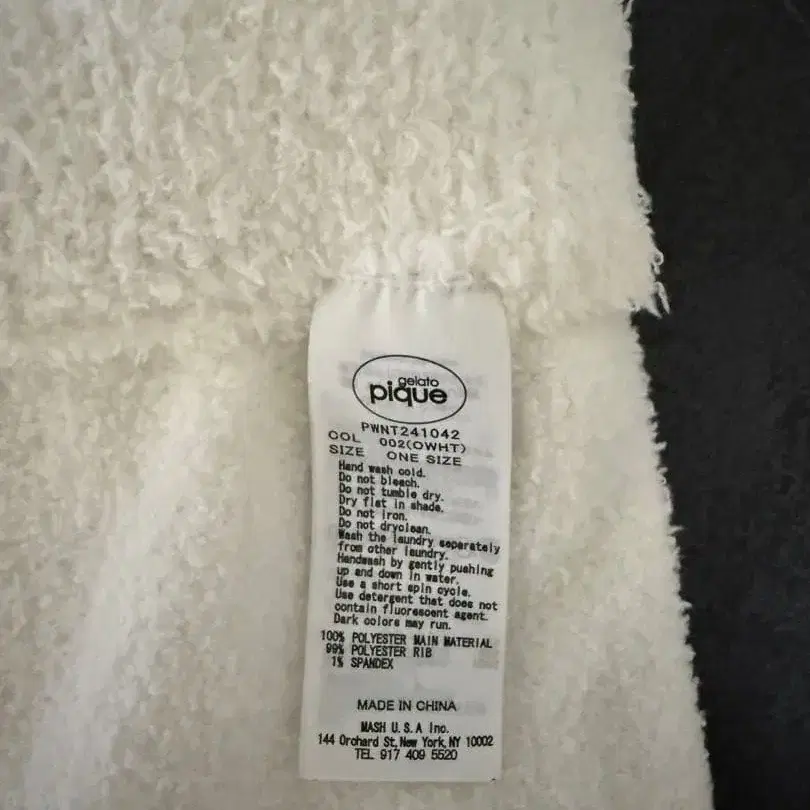 gelato
pique
PWNT241042
COL 002(OWHT)
SIZE ONE SIZE
Hand wash cold.
Do not bleach.
Do not tumble dry.
Dry flat in shade.
Do not iron.
Do not dryclean.
Wash the laundry seperately
from other laundry.
Handwash by gently pushing
up and down in water.
Use a short spin cycle.
Use detergent that does not
contain fluorescent agent.
Dark colors may run.
100% POLYESTER MAIN MATERIAL
99% POLYESTER RIB
1% SPANDEX
MADE IN CHINA
MASH U.S.A Inc.
144 Orchard St, New York, NY 10002
TEL 917 409 5520